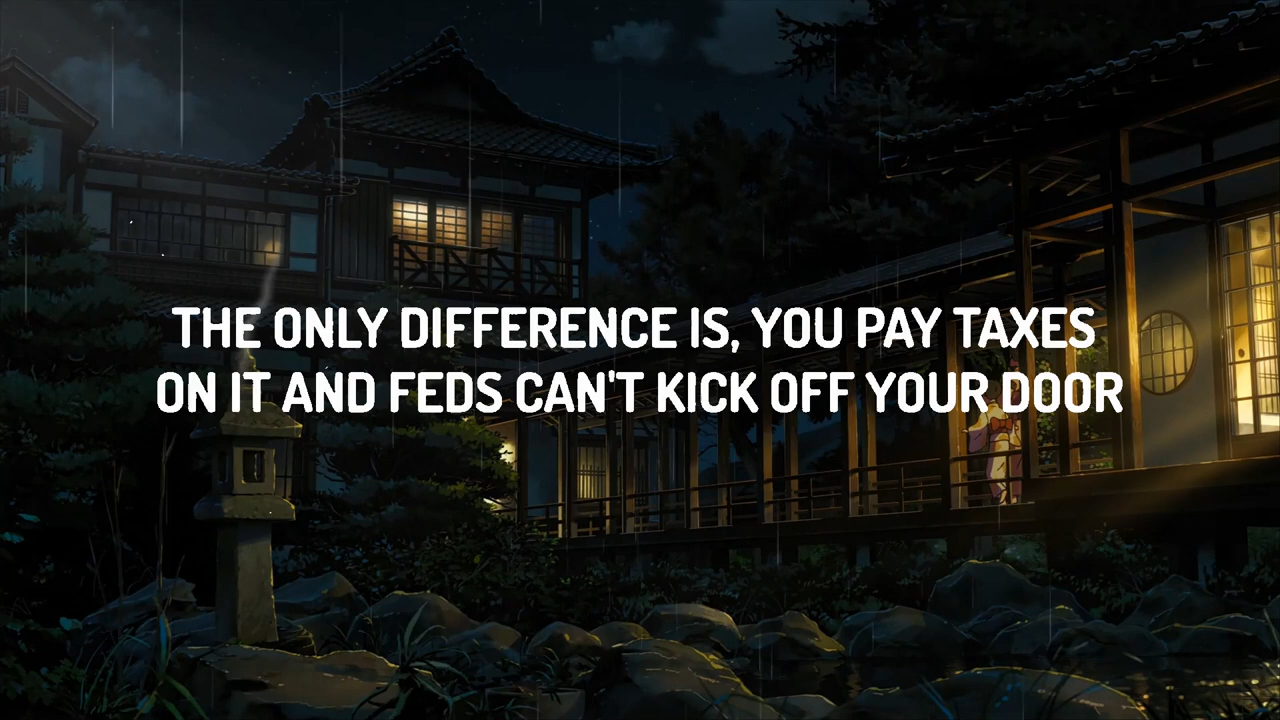 THE ONLY DIFFERENCE IS, YOU PAY TAXES
ON IT AND FEDS CAN'T KICK OFF YOUR DOOR